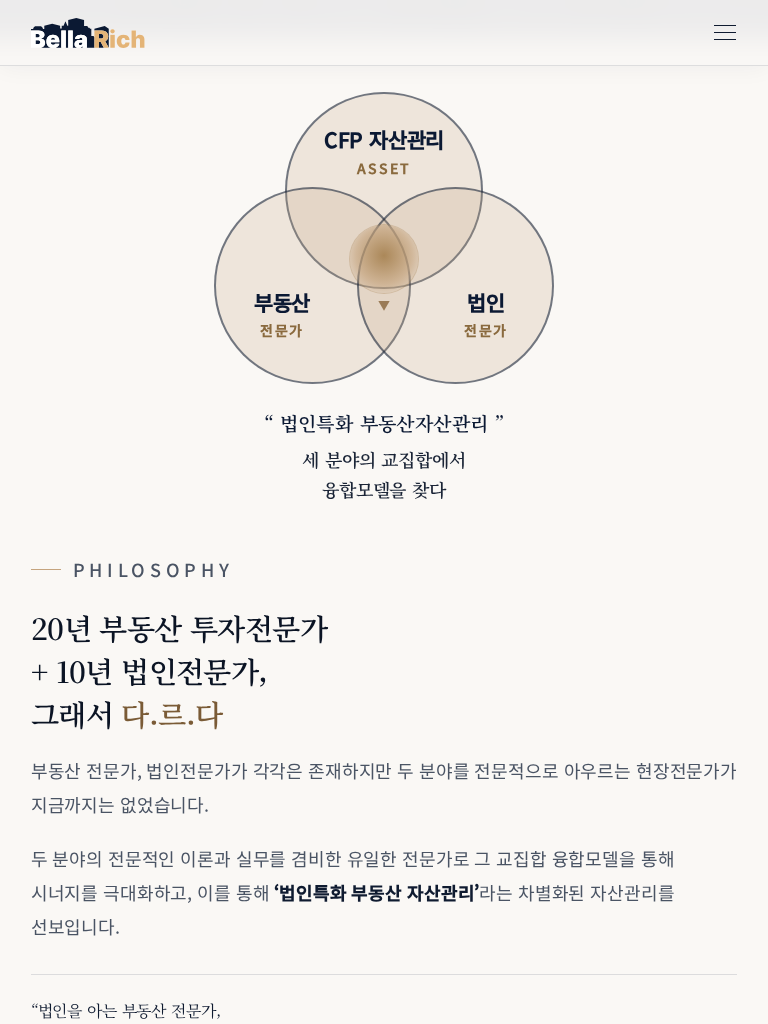 Bella Rich
CFP 자산관리
ASSET
부동산
전문가
법인
전문가
“ 법인특화 부동산자산관리 ”
세 분야의 교집합에서
융합모델을 찾다
PHILOSOPHY
20년 부동산 투자전문가
+ 10년 법인전문가,
그래서 다.르.다
부동산 전문가, 법인전문가가 각각은 존재하지만 두 분야를 전문적으로 아우르는 현장전문가가
지금까지는 없었습니다.
두 분야의 전문적인 이론과 실무를 겸비한 유일한 전문가로 그 교집합 융합모델을 통해
시너지를 극대화하고, 이를 통해 ‘법인특화 부동산 자산관리’라는 차별화된 자산관리를
선보입니다.
“법인을 아는 부동산 전문가,